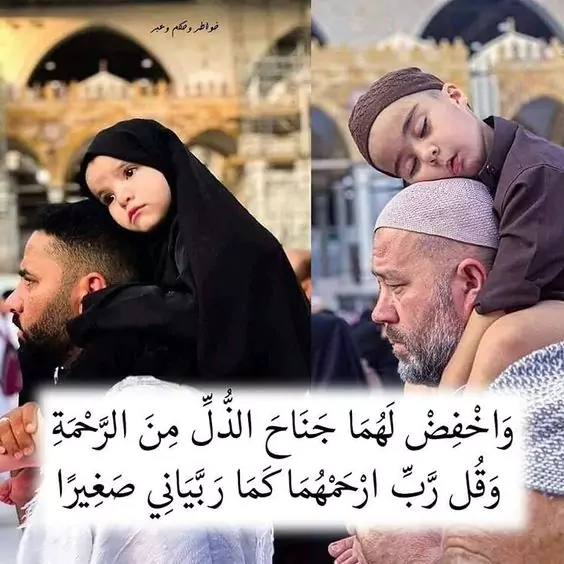 خواطر وحكم وعبر
وَاخْفِضْ لَهُمَا جَنَاحَ الذُّلِّ مِنَ الرَّحْمَةِ
وَقُل رَّبِّ ارْحَمْهُمَا كَمَا رَبَّيَانِي صَغِيرًا